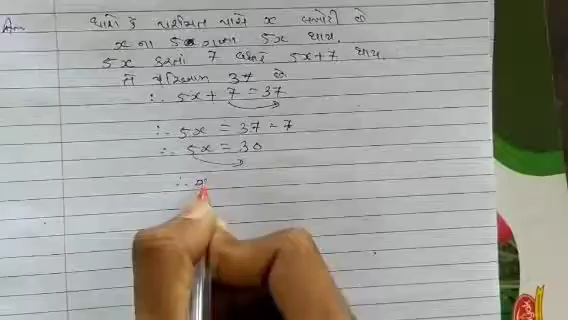 Ans ધારો કે પરમિત પાસે x લખોટી છે
x ના 5 ગણા 5x થાય.
5x કરતાં 7 વધારે 5x+7 થાય.
તે પરિણામ 37 છે
∴ 5x + 7 = 37
∴ 5x = 37 - 7
∴ 5x = 30
∴